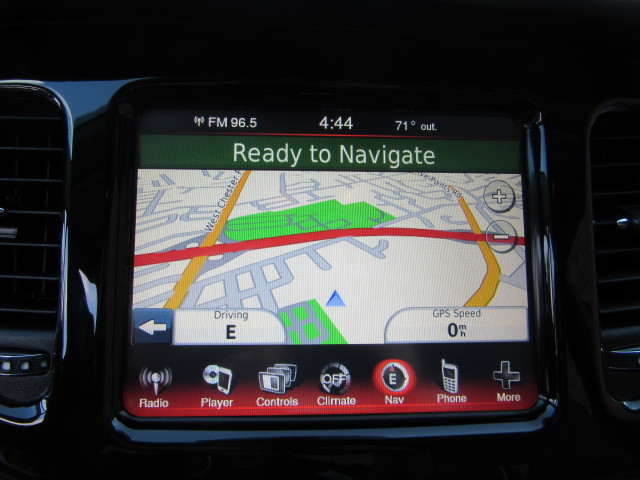 FM 96.5 4:44 71° out.
Ready to Navigate
West Chester
+
−
Driving
E
GPS Speed
0 mh
OFF E
Radio Player Controls Climate Nav Phone More